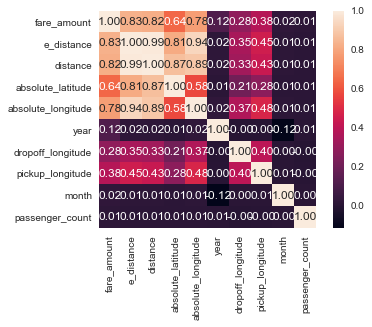 fare_amount 1.00 0.83 0.82 0.64 0.78 0.12 0.28 0.38 0.02 0.01
e_distance 0.83 1.00 0.99 0.81 0.94 0.02 0.35 0.45 0.01 0.01
distance 0.82 0.99 1.00 0.87 0.89 0.02 0.33 0.43 0.01 0.01
absolute_latitude 0.64 0.81 0.87 1.00 0.58 0.01 0.21 0.28 0.01 0.01
absolute_longitude 0.78 0.94 0.89 0.58 1.00 0.02 0.37 0.48 0.01 0.01
year 0.12 0.02 0.02 0.01 0.02 1.00 -0.00 -0.00 -0.12 0.01
dropoff_longitude 0.28 0.35 0.33 0.21 0.37 -0.00 1.00 0.40 -0.00 -0.00
pickup_longitude 0.38 0.45 0.43 0.28 0.48 -0.00 0.40 1.00 0.01 -0.00
month 0.02 0.01 0.01 0.01 0.01 -0.12 -0.00 0.01 1.00 0.00
passenger_count 0.01 0.01 0.01 0.01 0.01 0.01 -0.00 -0.00 0.00 1.00
fare_amount
e_distance
distance
absolute_latitude
absolute_longitude
year
dropoff_longitude
pickup_longitude
month
passenger_count
1.0
0.8
0.6
0.4
0.2
0.0